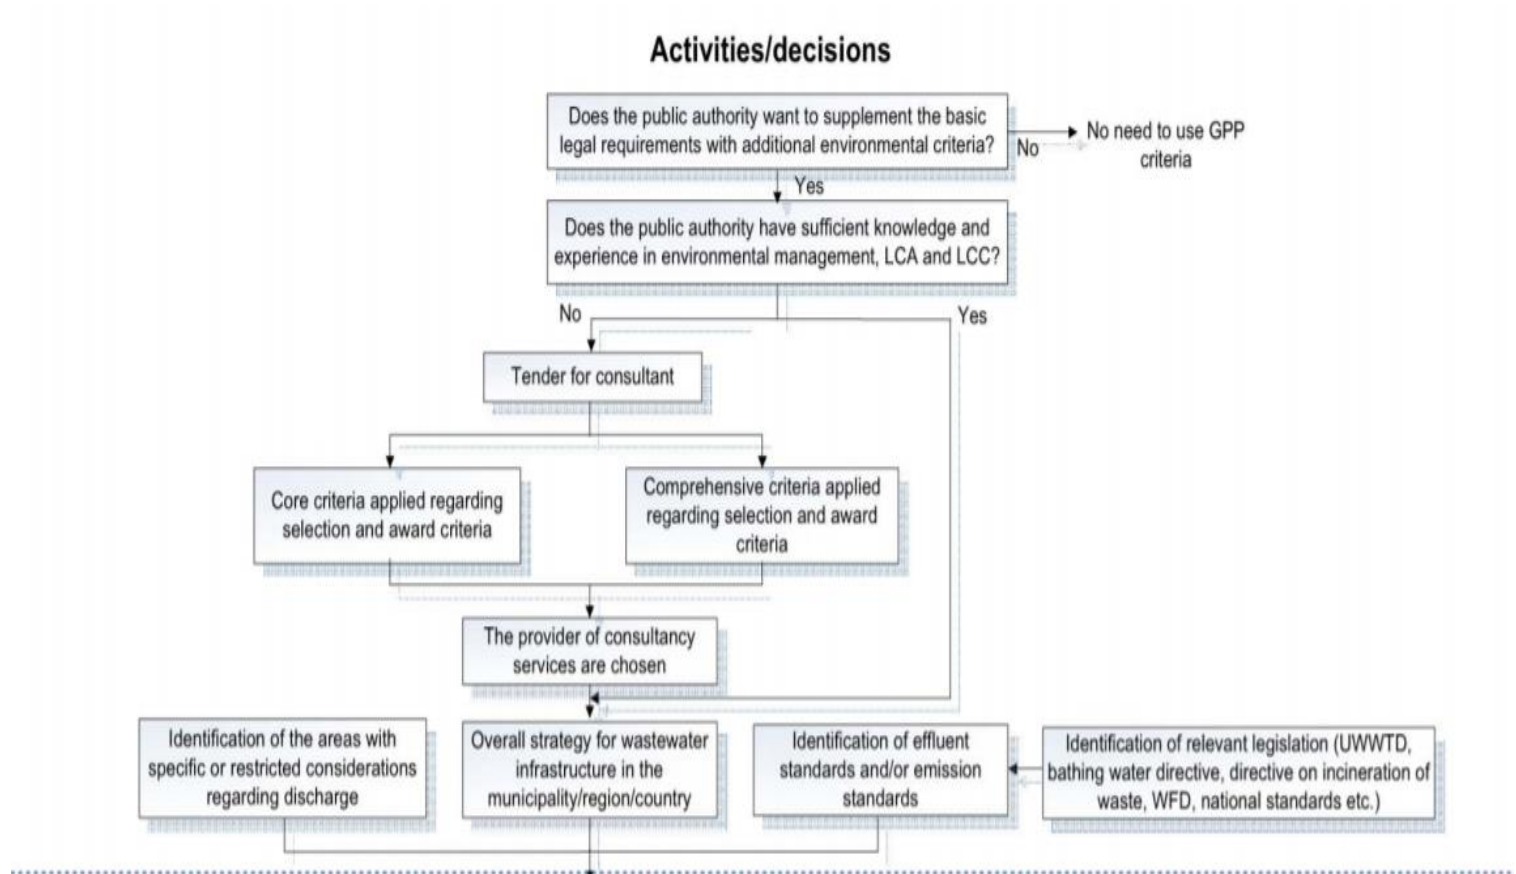 Activities/decisions
Does the public authority want to supplement the basic
legal requirements with additional environmental criteria?
No
No need to use GPP
criteria
Yes
Does the public authority have sufficient knowledge and
experience in environmental management, LCA and LCC?
No
Yes
Tender for consultant
Core criteria applied regarding
selection and award criteria
Comprehensive criteria applied
regarding selection and award
criteria
The provider of consultancy
services are chosen
Identification of the areas with
specific or restricted considerations
regarding discharge
Overall strategy for wastewater
infrastructure in the
municipality/region/country
Identification of effluent
standards and/or emission
standards
Identification of relevant legislation (UWWTD,
bathing water directive, directive on incineration of
waste, WFD, national standards etc.)